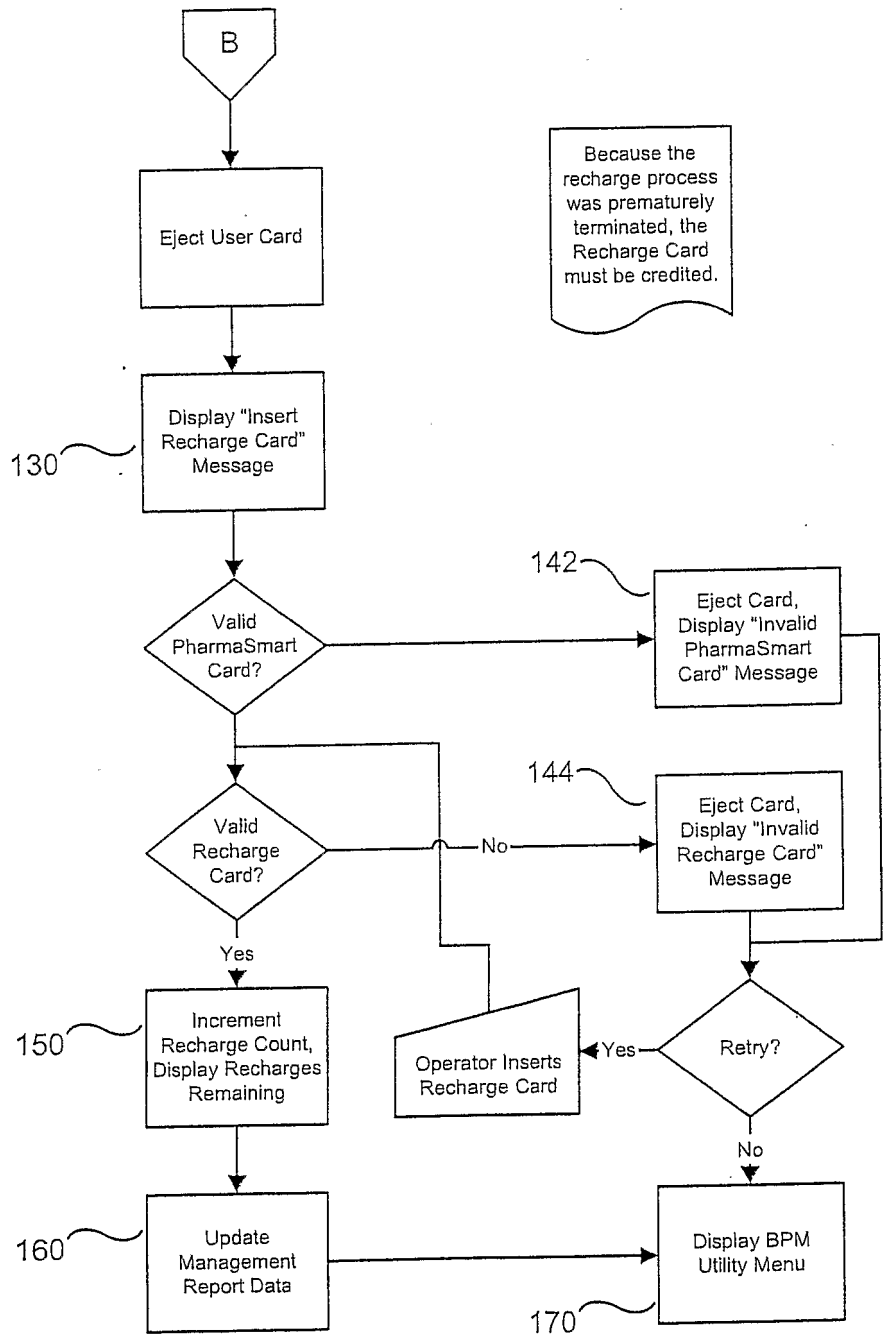 B
Eject User Card
Because the
recharge process
was prematurely
terminated, the
Recharge Card
must be credited.
Display "Insert
Recharge Card"
Message
130
Valid
PharmaSmart
Card?
142
Eject Card,
Display "Invalid
PharmaSmart
Card" Message
Valid
Recharge
Card?
No
144
Eject Card,
Display "Invalid
Recharge Card"
Message
Yes
150
Increment
Recharge Count,
Display Recharges
Remaining
Operator Inserts
Recharge Card
Yes
Retry?
No
160
Update
Management
Report Data
Display BPM
Utility Menu
170